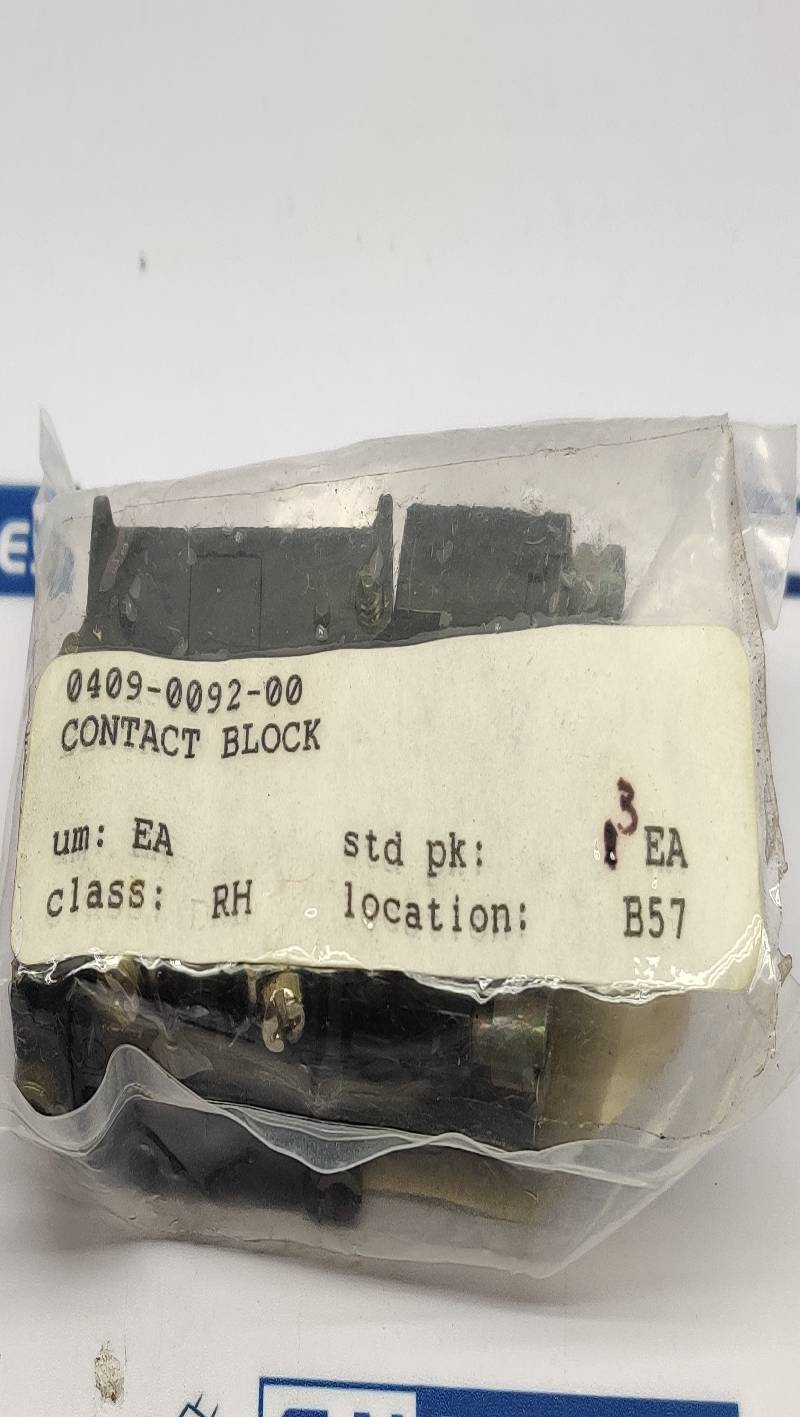 0409-0092-00
CONTACT BLOCK
um: EA
std pk: 3 EA
class: RH
location: B57